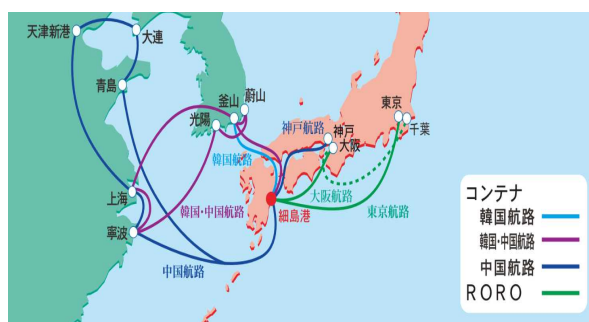 天津新港
大連
青島
釜山
蔚山
光陽
東京
千葉
神戸航路
神戸
大阪
韓国航路
大阪航路
上海
細島港
東京航路
韓国・中国航路
寧波
中国航路
コンテナ
韓国航路
韓国・中国航路
中国航路
RORO